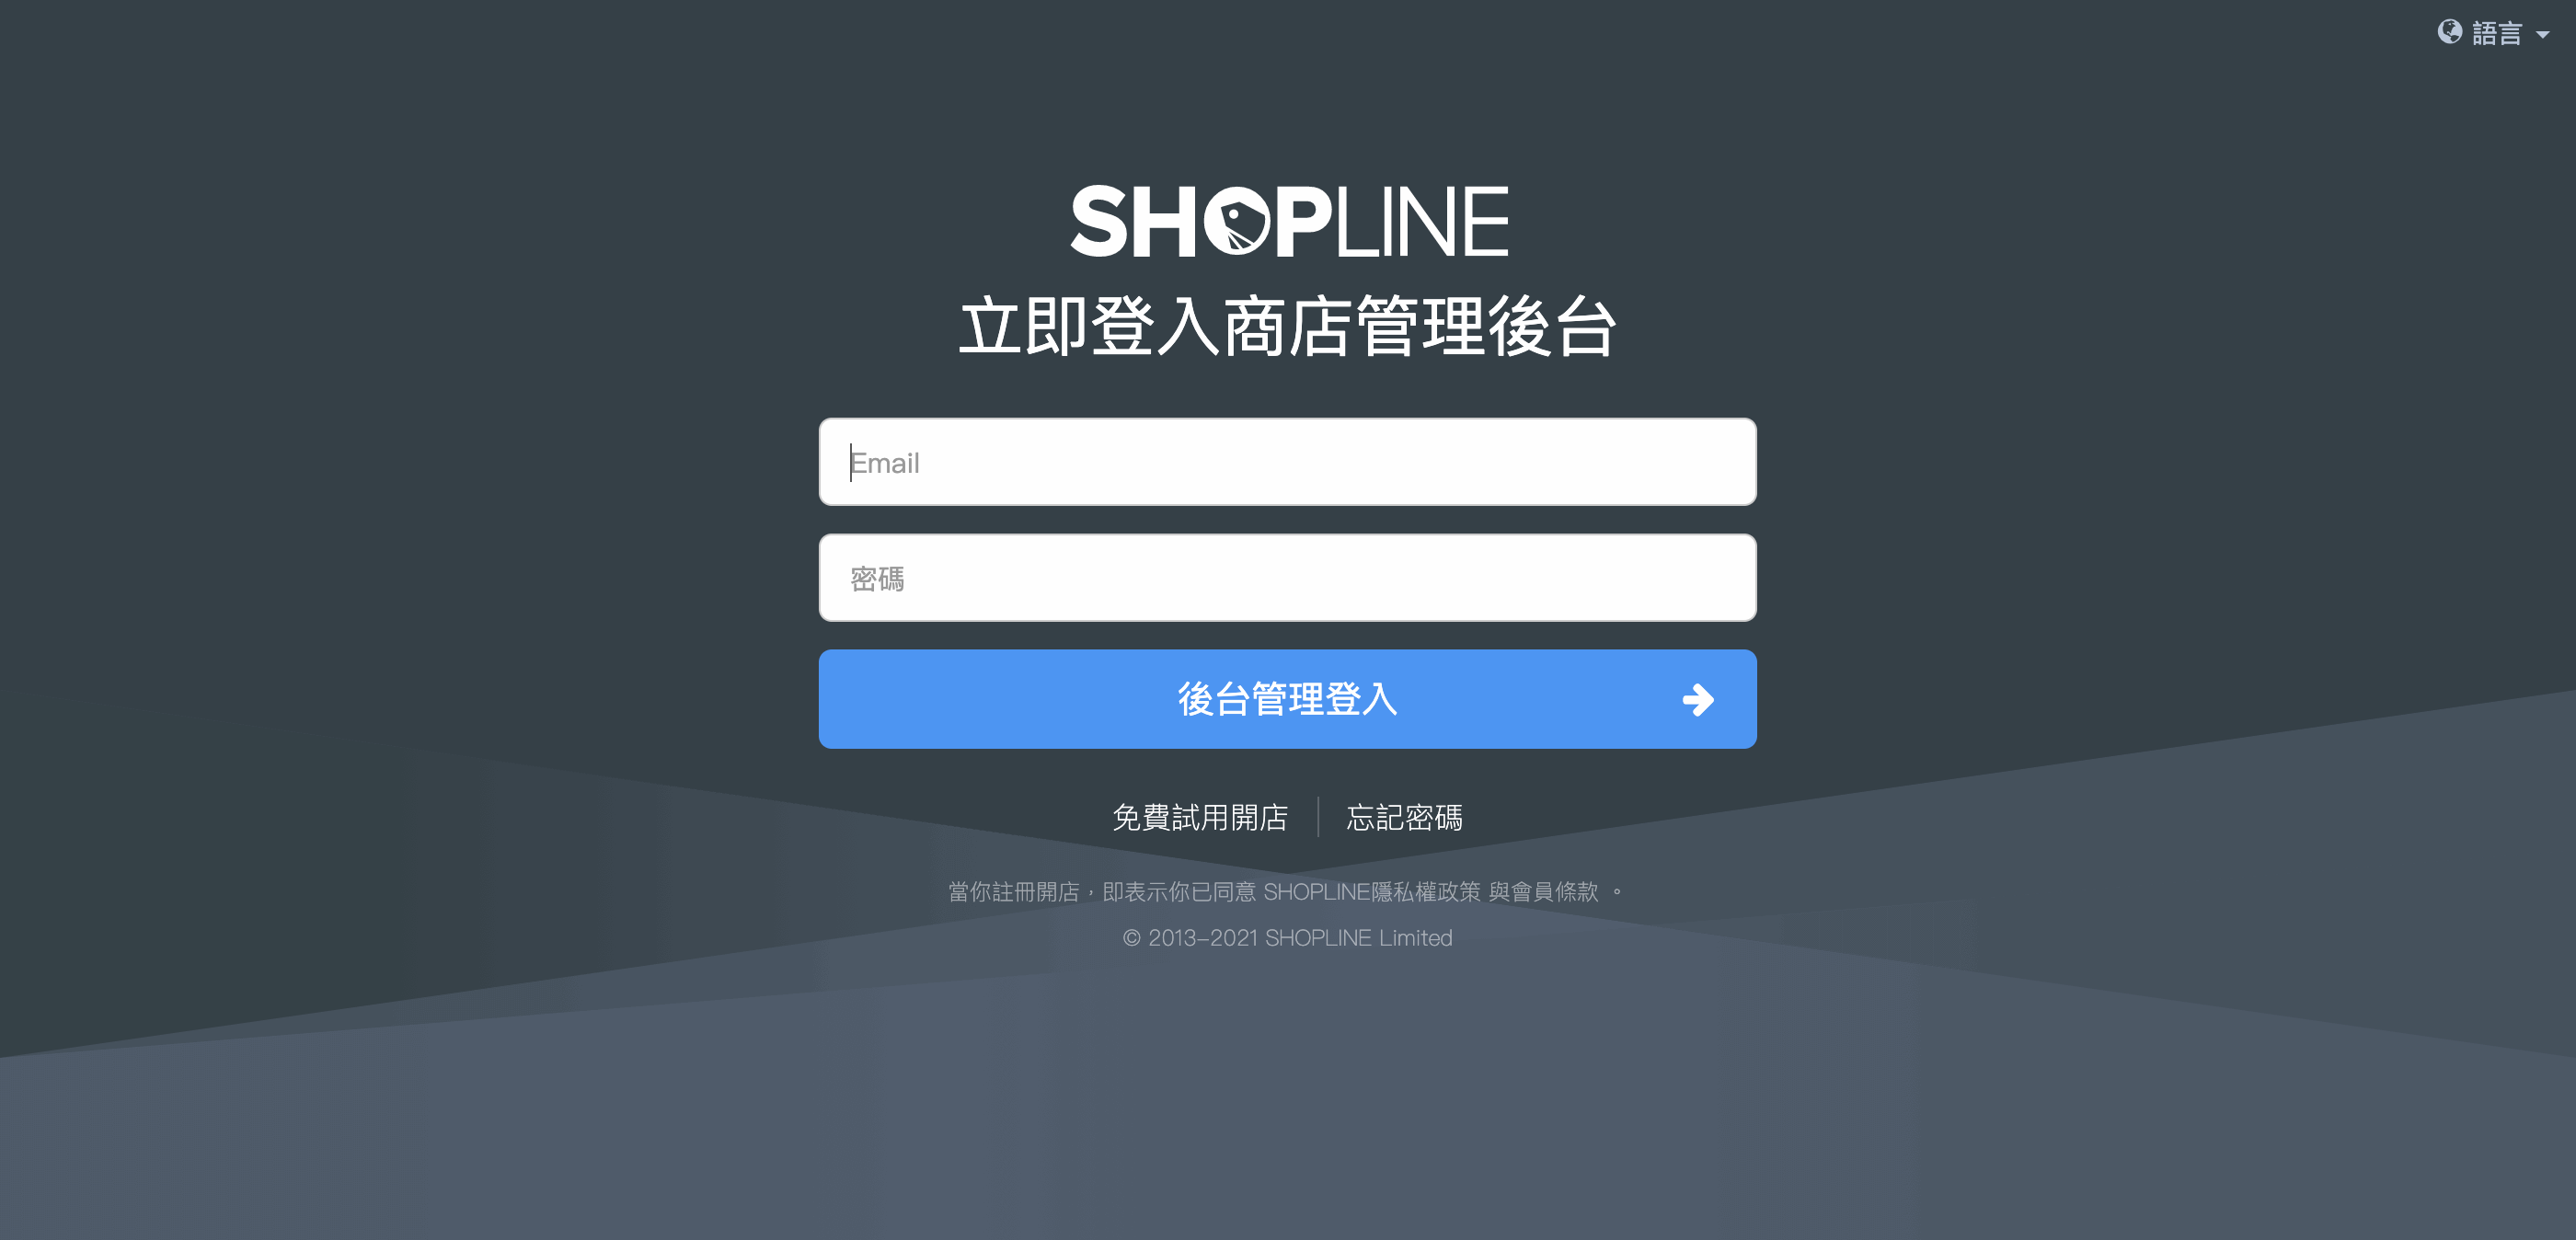 語言
SHOPLINE
立即登入商店管理後台
Email
密碼
後台管理登入
免費試用開店 忘記密碼
當你註冊開店，即表示你已同意 SHOPLINE隱私權政策 與會員條款 。
© 2013-2021 SHOPLINE Limited